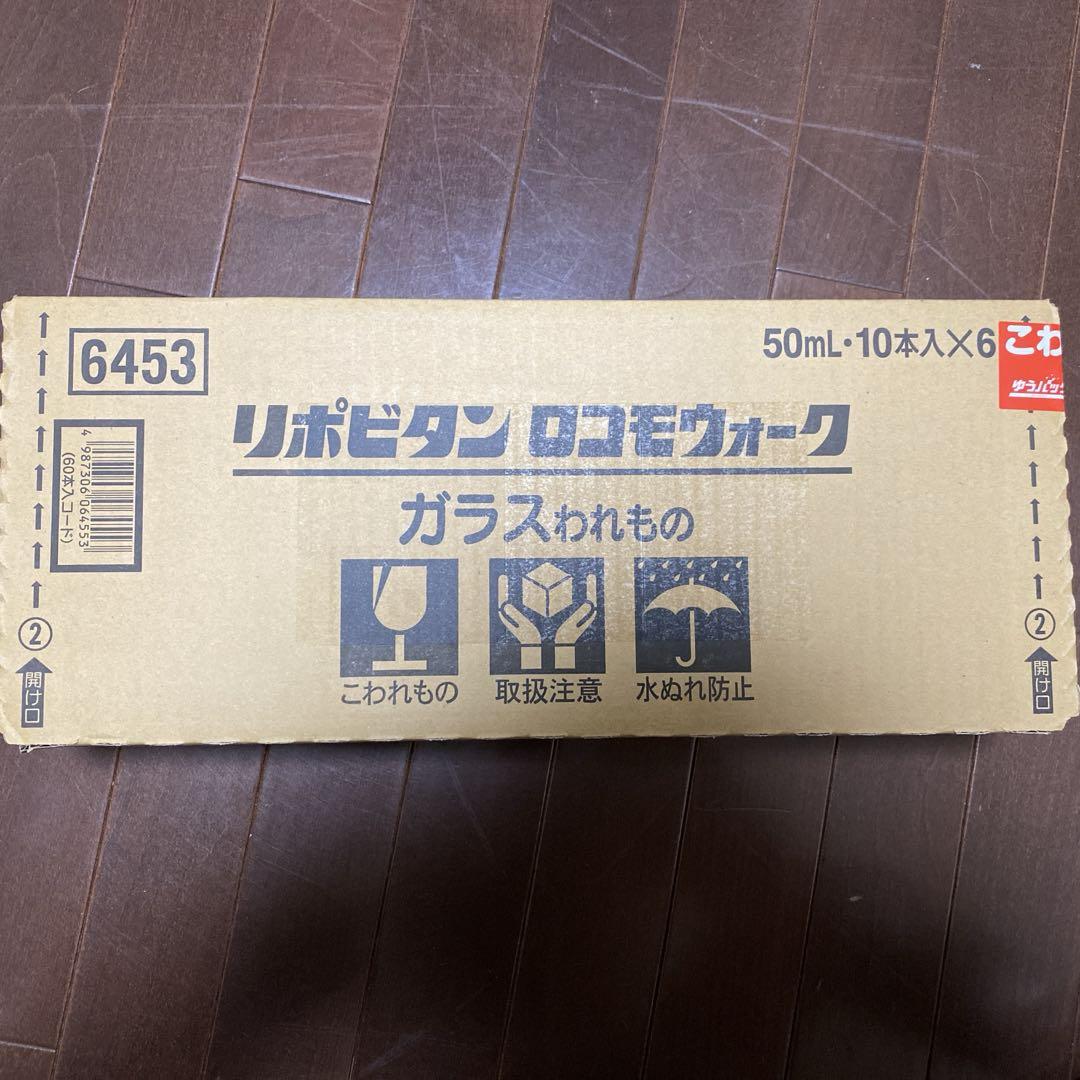 6453
50mL・10本入×6
こわ
ゆうパック
リポビタン ロコモウォーク
4 987306 064553
(60本入コード)
ガラスわれもの
こわれもの
取扱注意
水ぬれ防止
②
開け口
②
開け口